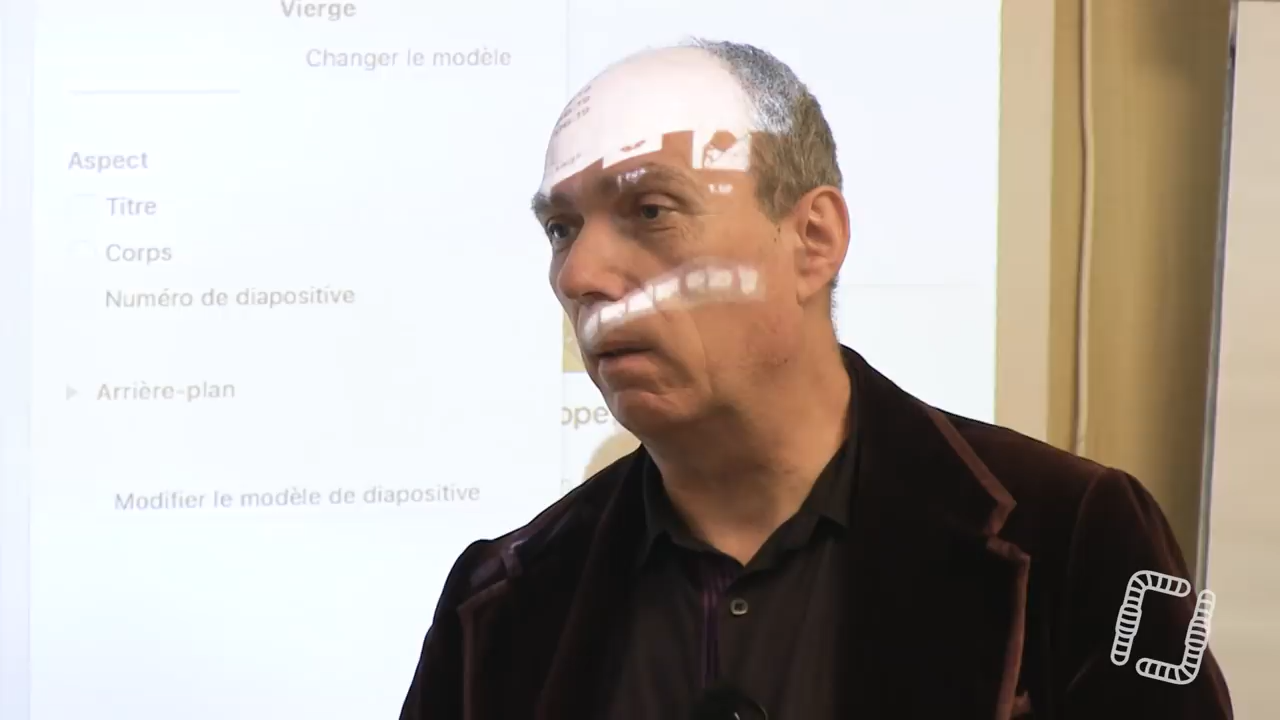 Vierge
Changer le modèle
Aspect
Titre
Corps
Numéro de diapositive
Arrière-plan
Modifier le modèle de diapositive